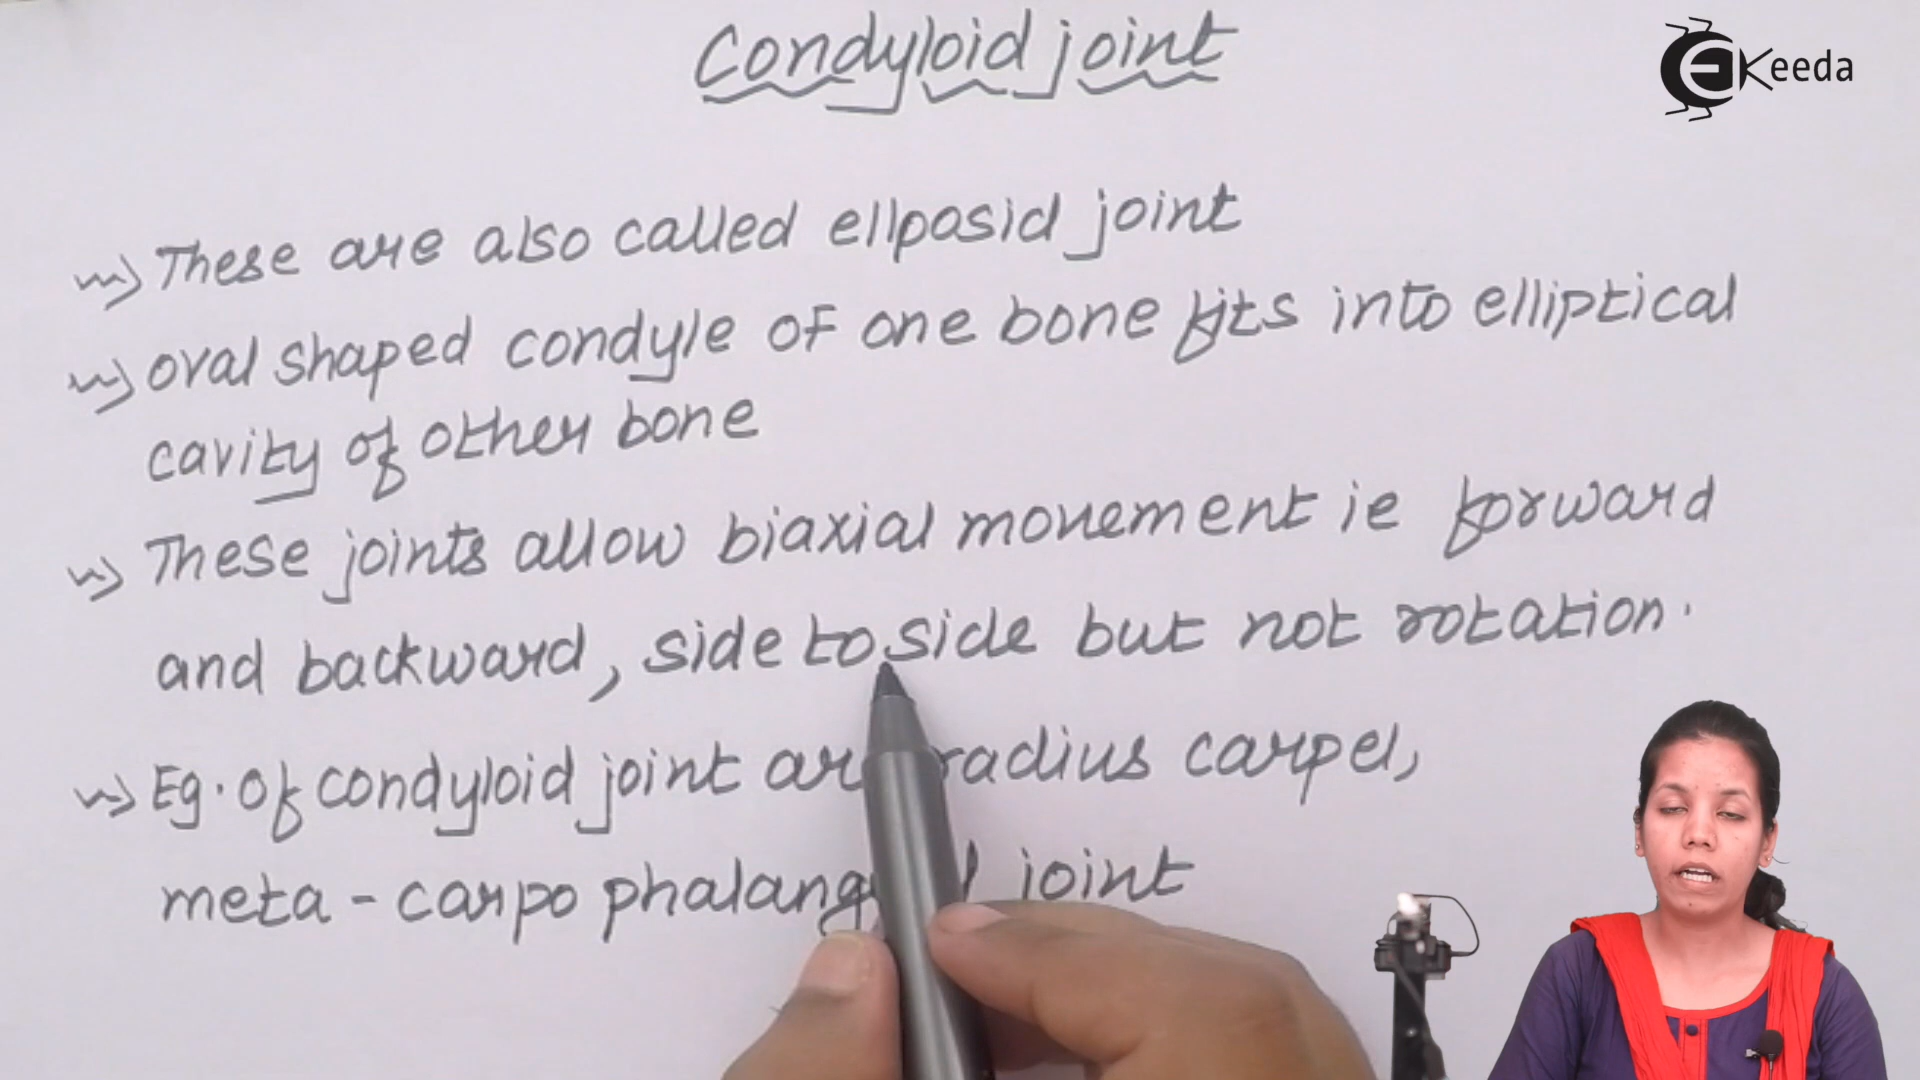 Condyloid joint
EKeeda
These are also called ellposid joint
oval shaped condyle of one bone fits into elliptical
cavity of other bone
These joints allow biaxial movement ie forward
and backward, side to side but not rotation.
Eg. of condyloid joint are radius carpel,
meta - carpo phalang joint